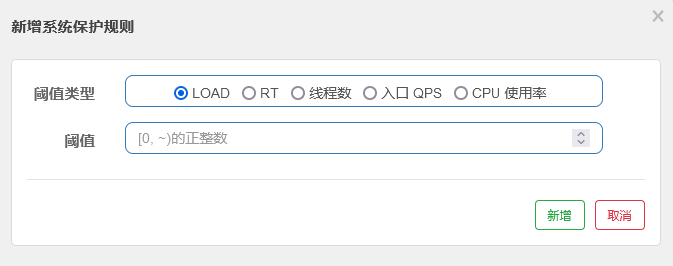 新增系统保护规则
×
阈值类型
LOAD RT 线程数 入口 QPS CPU 使用率
阈值
[0, ~)的正整数
新增 取消